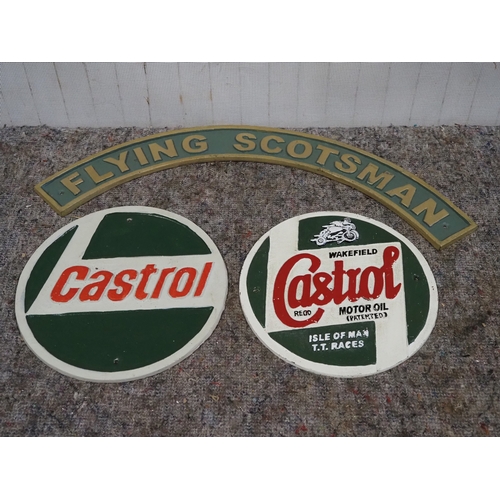 FLYING SCOTSMAN
Castrol
WAKEFIELD
Castrol
REGD
MOTOR OIL
(PATENTED)
ISLE OF MAN
T.T. RACES